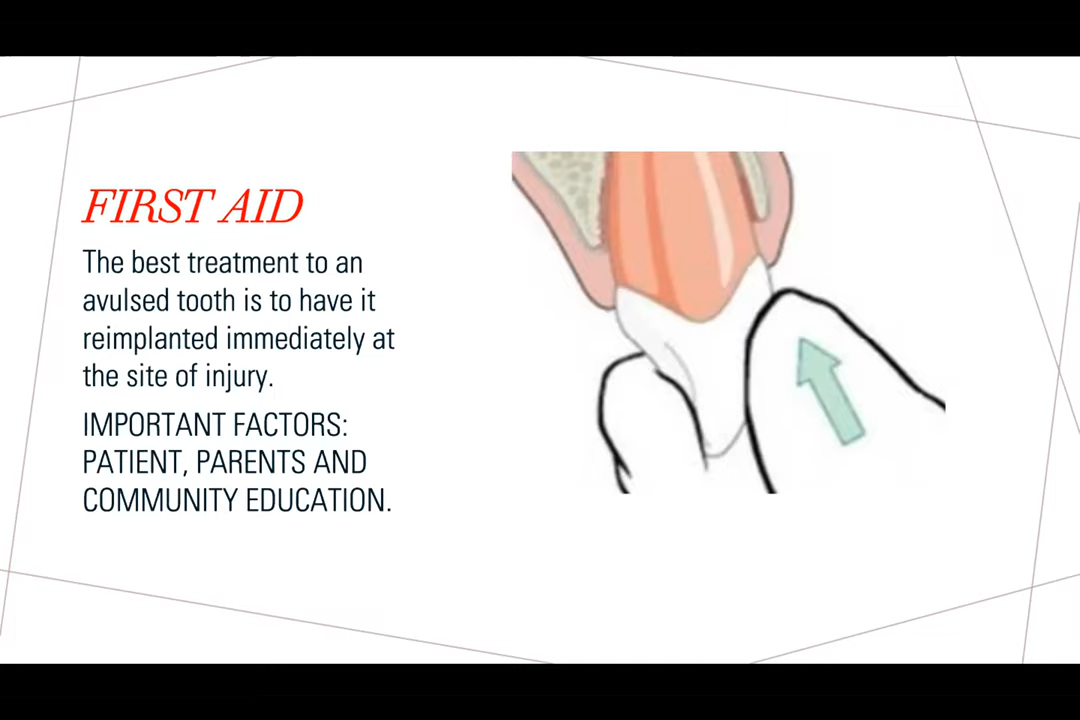 FIRST AID
The best treatment to an
avulsed tooth is to have it
reimplanted immediately at
the site of injury.
IMPORTANT FACTORS:
PATIENT, PARENTS AND
COMMUNITY EDUCATION.